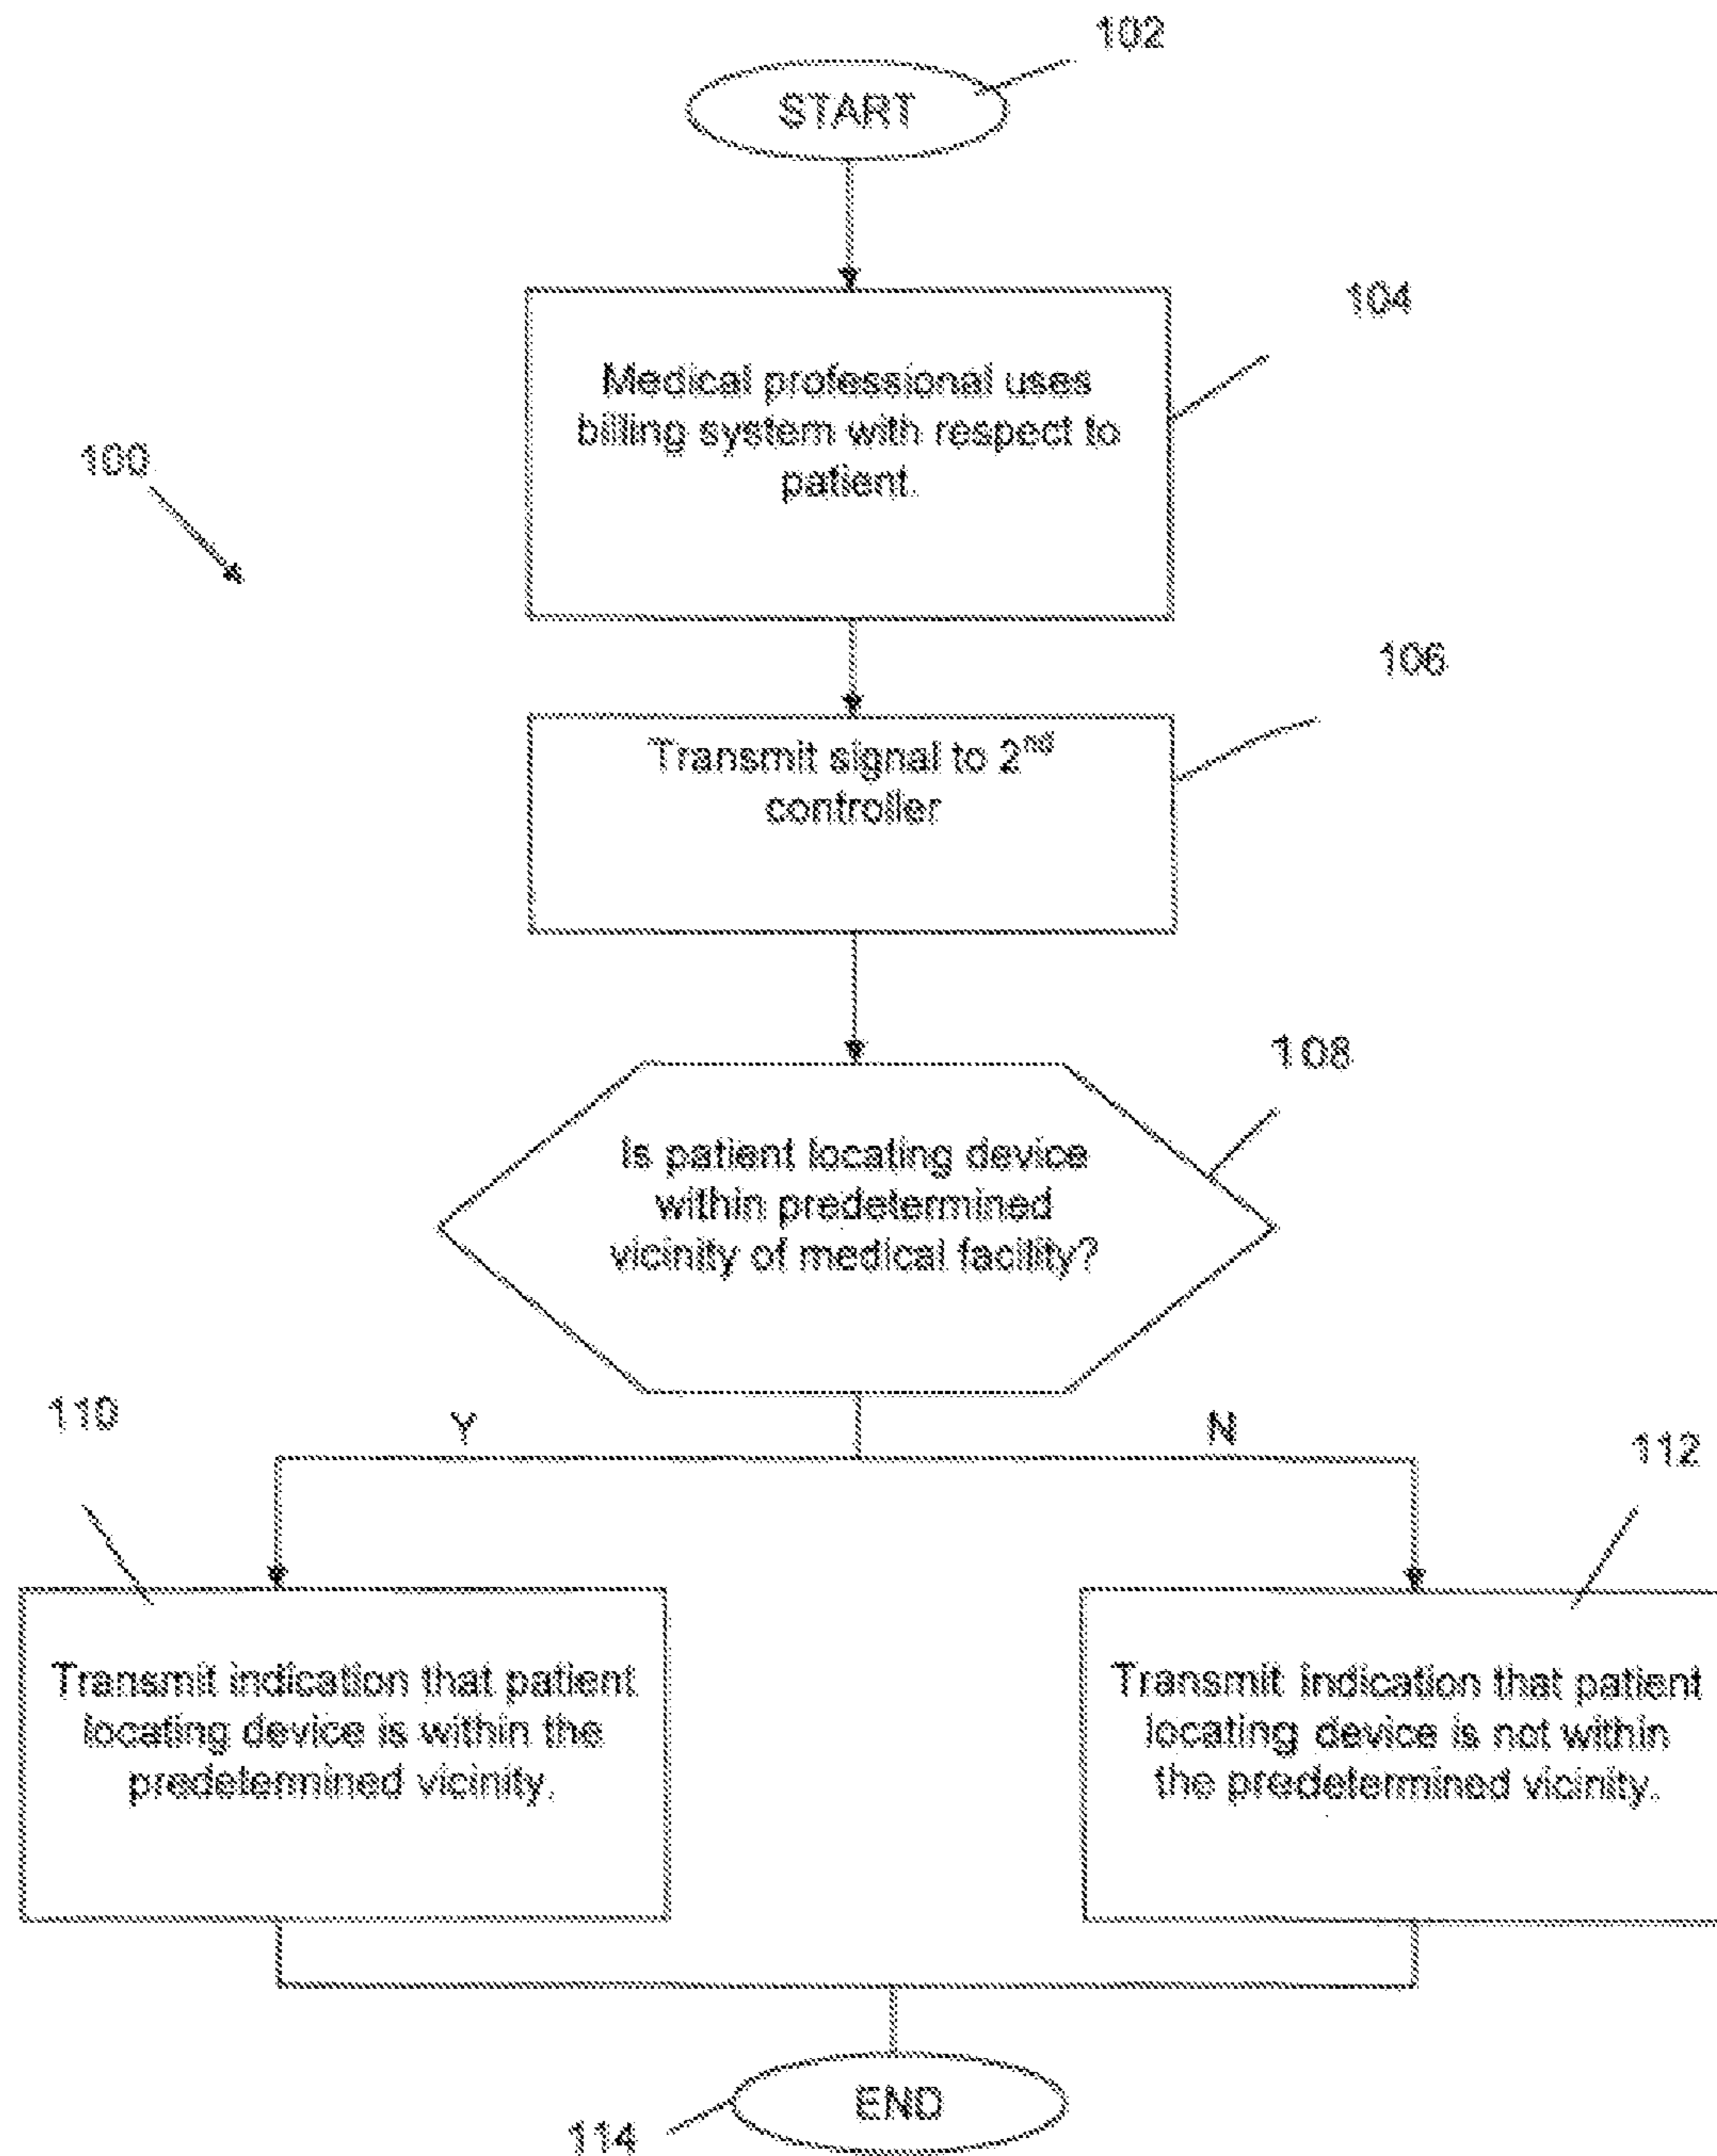 102
START
104
Medical professional uses
billing system with respect to
patient.
100
106
Transmit signal to 2nd
controller
108
Is patient locating device
within predetermined
vicinity of medical facility?
110
Y
N
112
Transmit indication that patient
locating device is within the
predetermined vicinity.
Transmit indication that patient
locating device is not within
the predetermined vicinity.
END
114